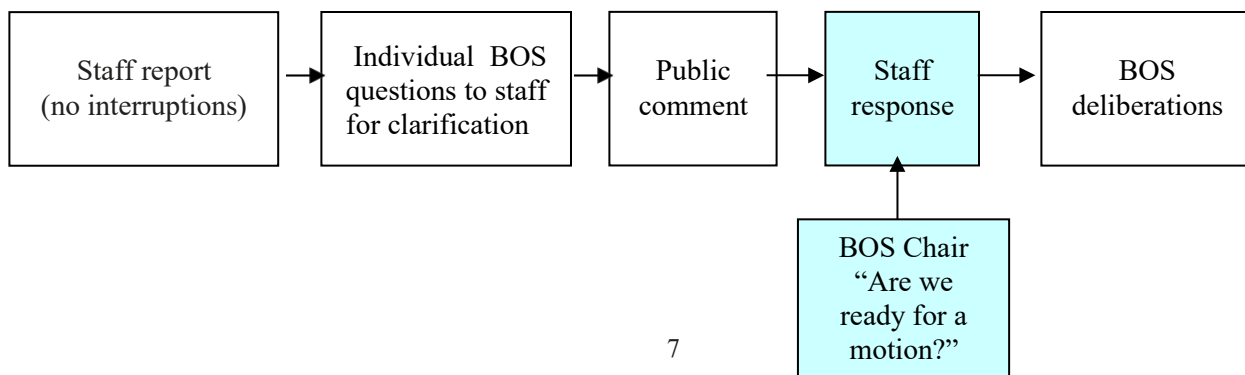 Staff report
(no interruptions)
Individual BOS
questions to staff
for clarification
Public
comment
Staff
response
BOS
deliberations
BOS Chair
“Are we
ready for a
motion?”
7